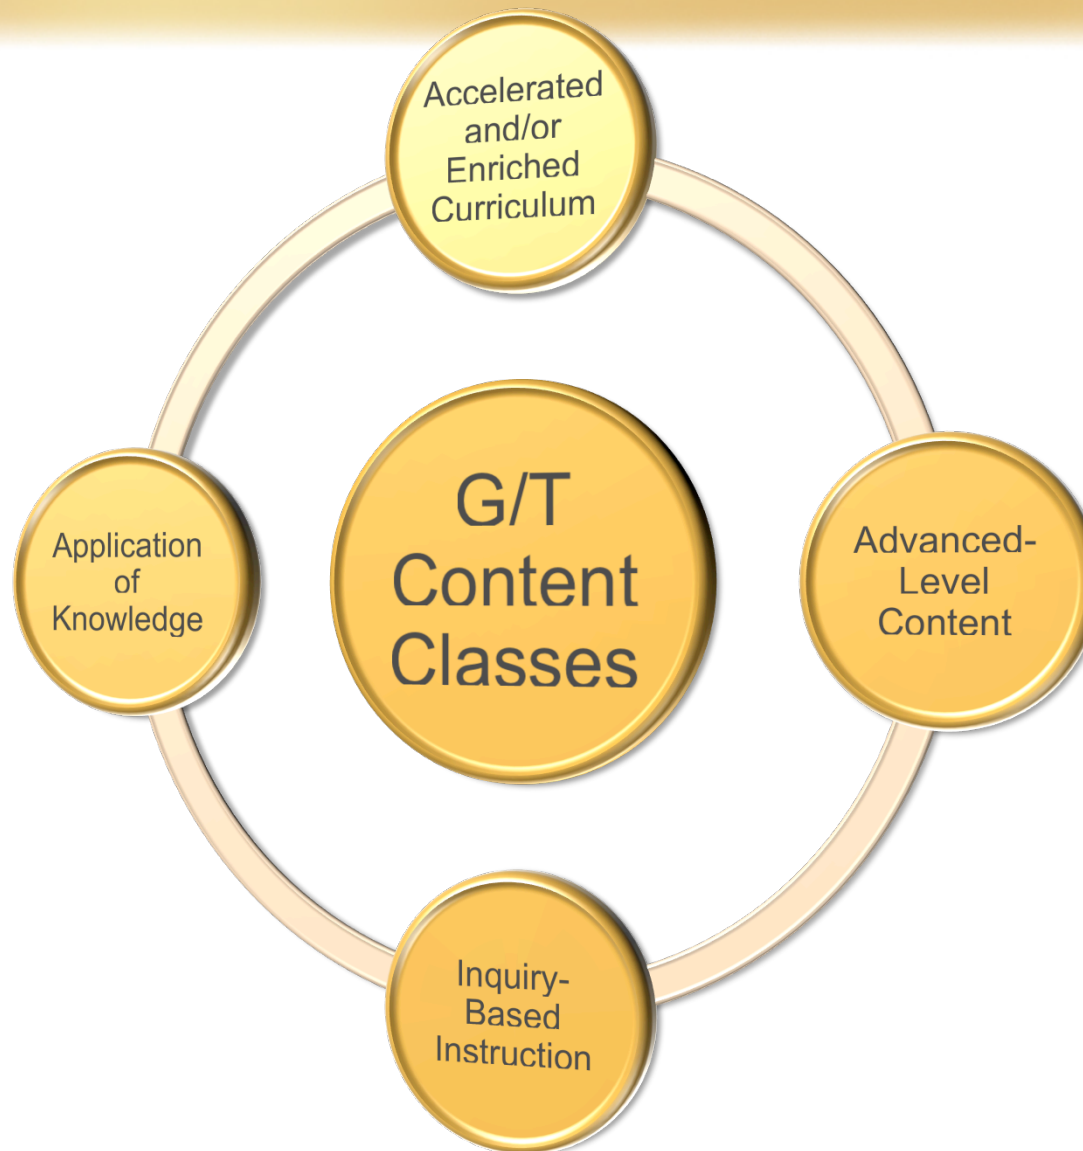 Accelerated
and/or
Enriched
Curriculum
G/T
Content
Classes
Application
of
Knowledge
Advanced-
Level
Content
Inquiry-
Based
Instruction